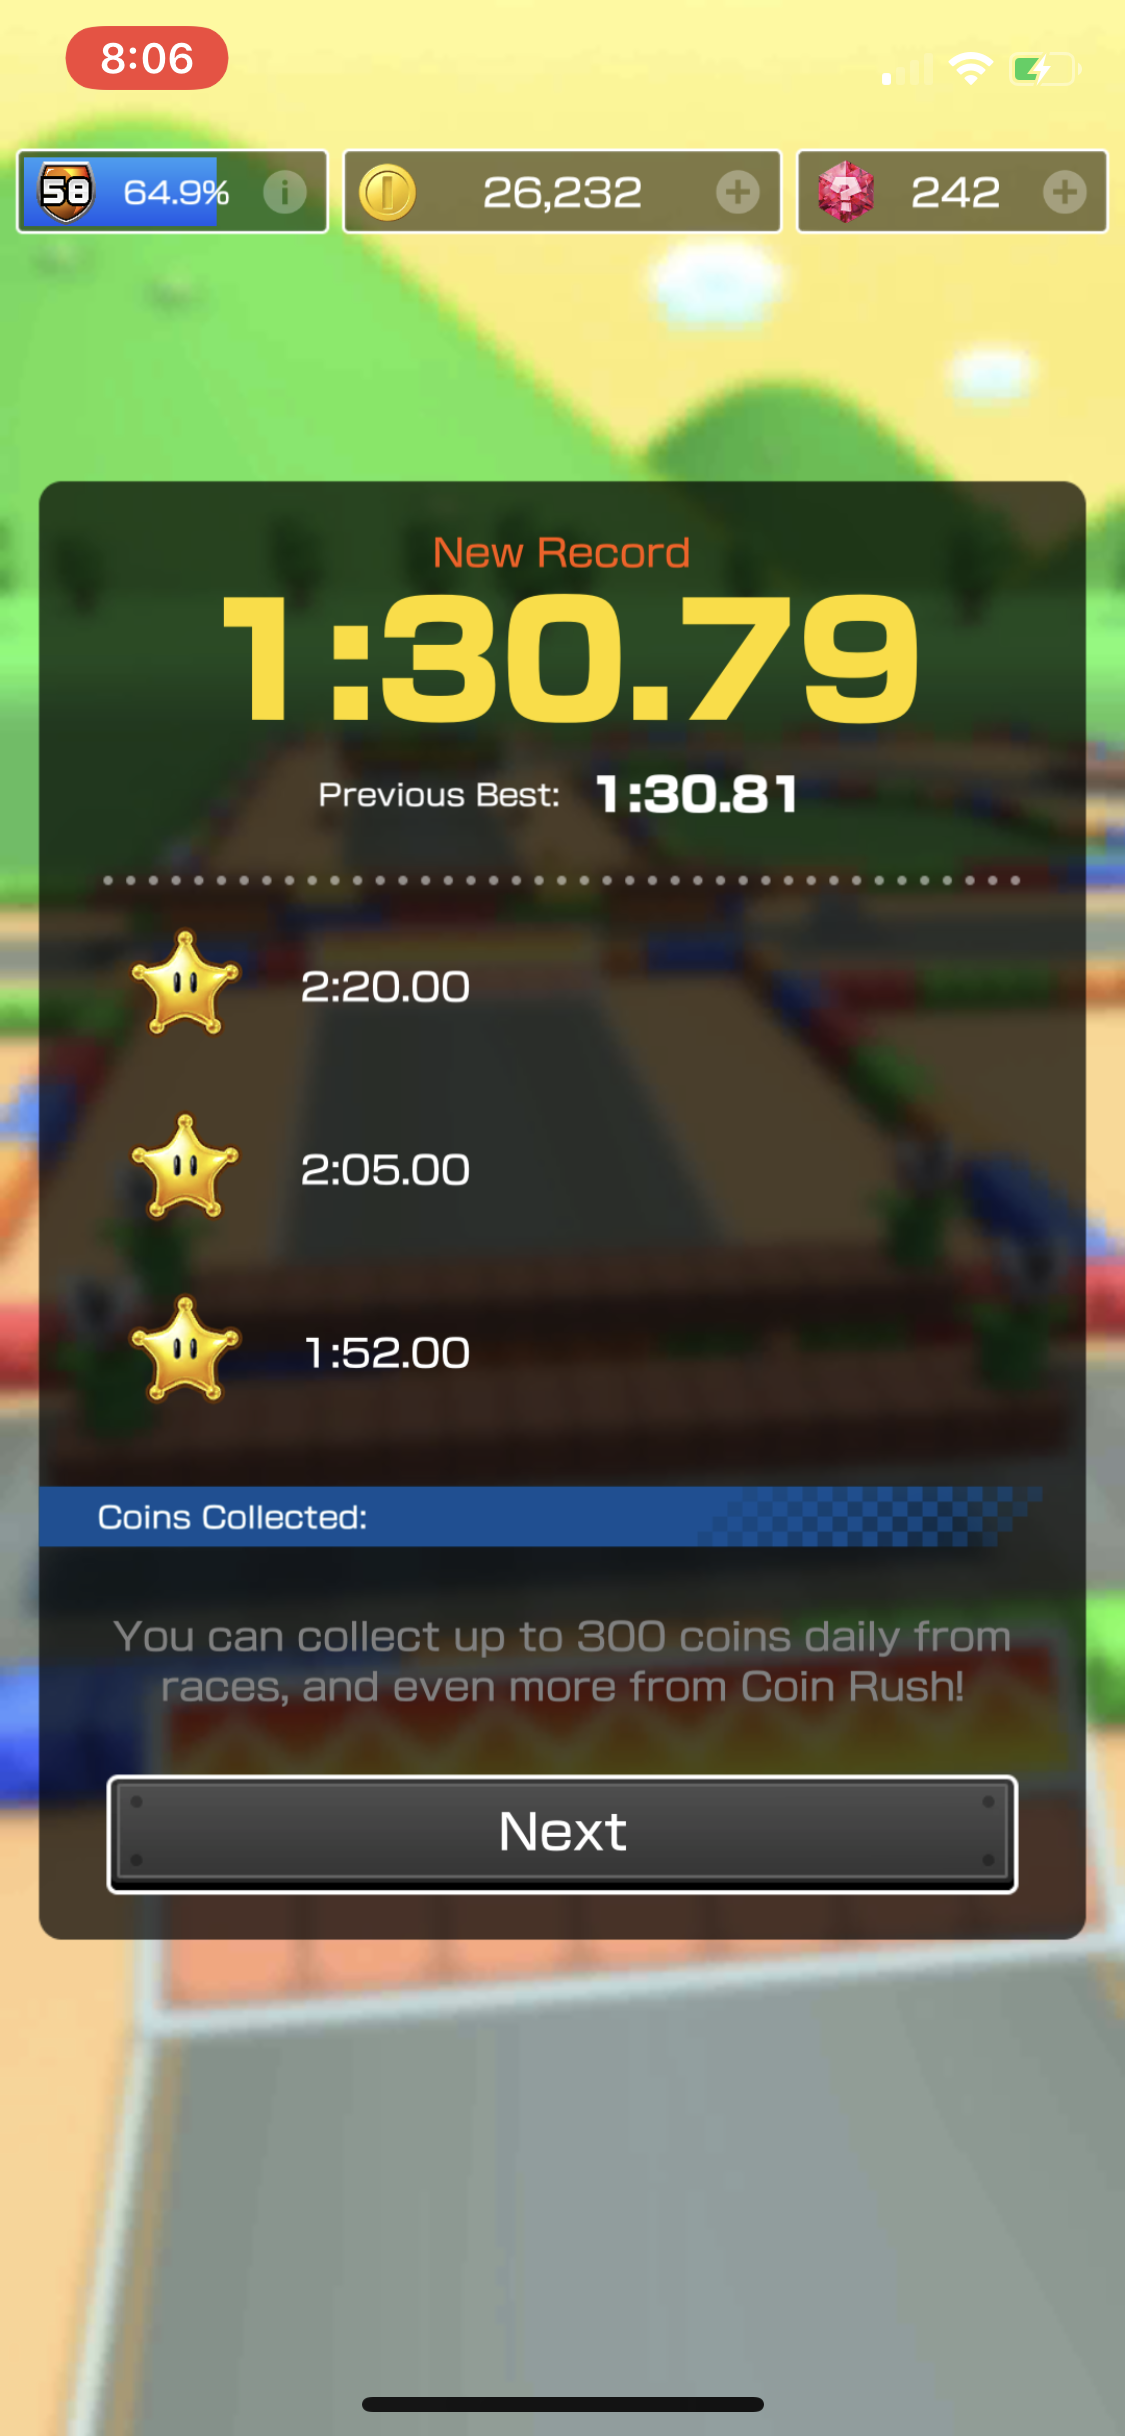 8:06
58 64.9% i 26,232 + ? 242 +
New Record
1:30.79
Previous Best: 1:30.81
2:20.00
2:05.00
1:52.00
Coins Collected:
You can collect up to 300 coins daily from
races, and even more from Coin Rush!
Next